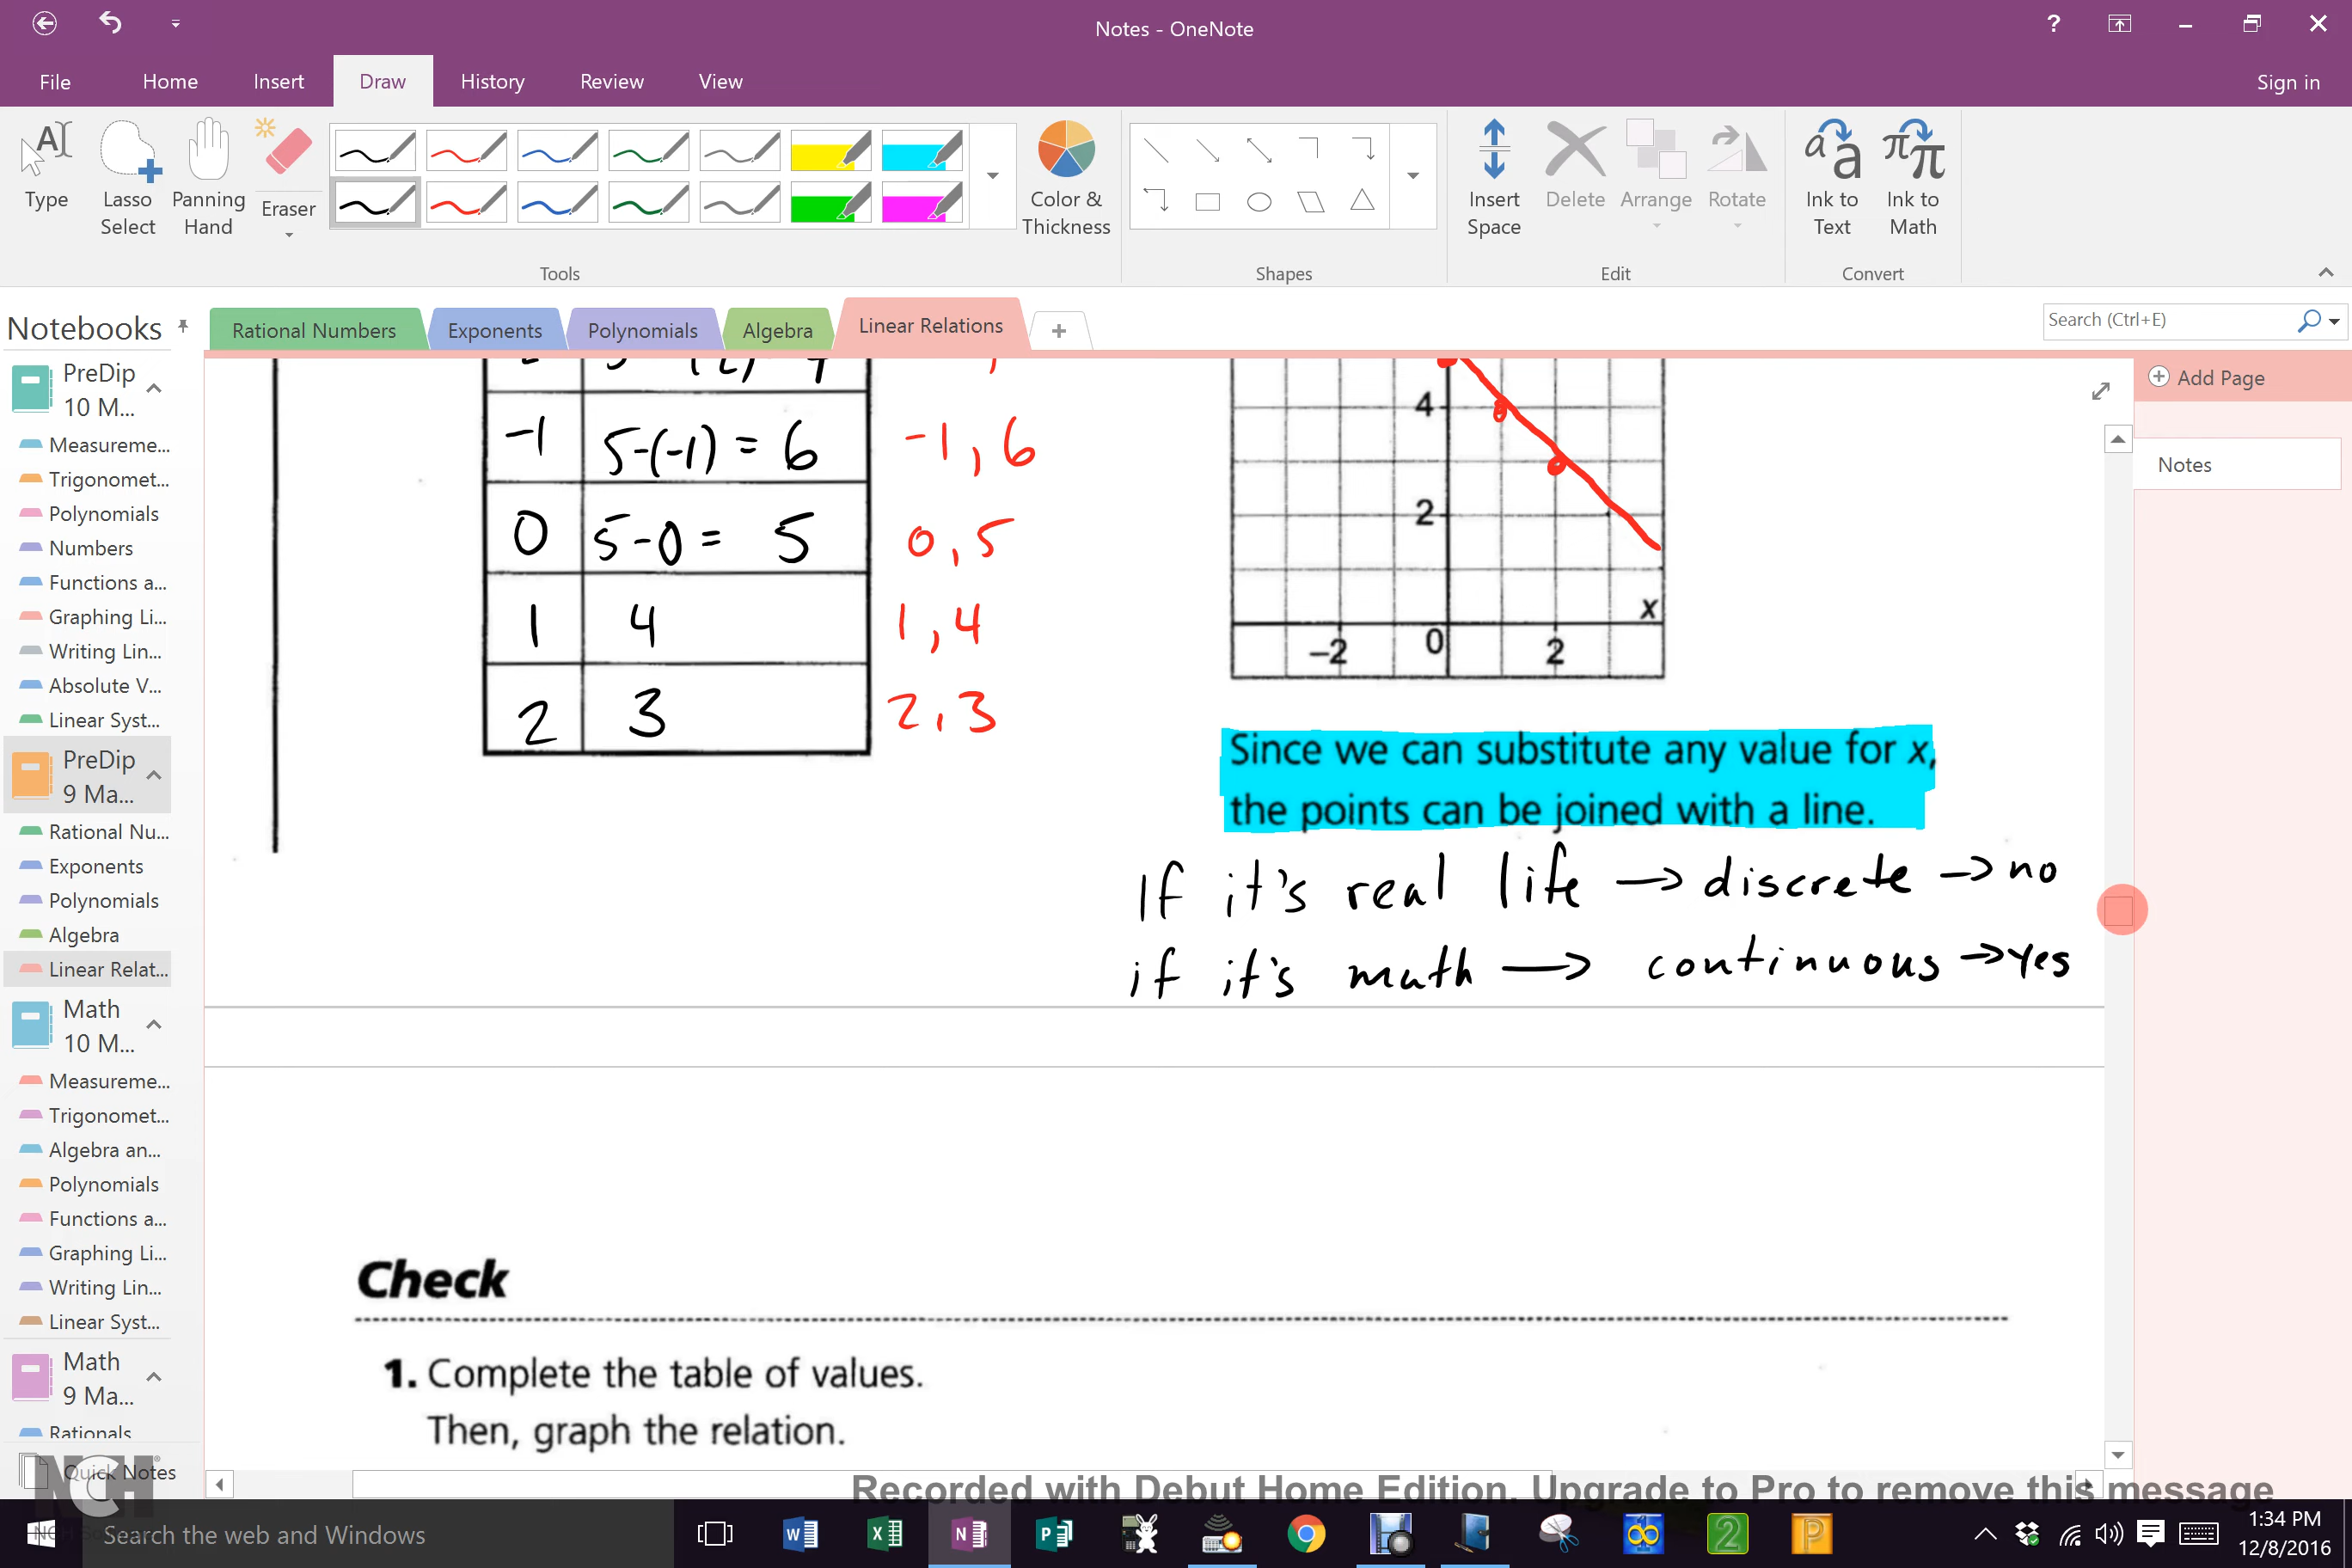 Notes - OneNote
?
File Home Insert Draw History Review View Sign in
Type
Lasso Select
Panning Hand
Eraser
Color & Thickness
Insert Space
Delete
Arrange
Rotate
Ink to Text
Ink to Math
Tools Shapes Edit Convert
Notebooks
Rational Numbers Exponents Polynomials Algebra Linear Relations +
Search (Ctrl+E)
Add Page
Notes
PreDip
10 M...
Measureme...
Trigonomet...
Polynomials
Numbers
Functions a...
Graphing Li...
Writing Lin...
Absolute V...
Linear Syst...
PreDip
9 Ma...
Rational Nu...
Exponents
Polynomials
Algebra
Linear Relat...
Math
10 M...
Measureme...
Trigonomet...
Algebra an...
Polynomials
Functions a...
Graphing Li...
Writing Lin...
Linear Syst...
Math
9 Ma...
Rationals
Quick Notes
-1 5-(-1) = 6 -1, 6
0 5-0 = 5 0, 5
1 4 1, 4
2 3 2, 3
4
2
x
-2 0 2
Since we can substitute any value for x,
the points can be joined with a line.
If it's real life → discrete → no
if it's math → continuous → yes
Check
1. Complete the table of values.
Then, graph the relation.
Recorded with Debut Home Edition. Upgrade to Pro to remove this message
NCH
Search the web and Windows
1:34 PM
12/8/2016